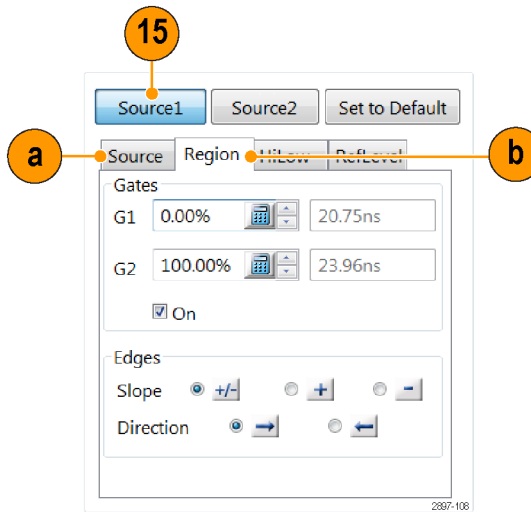 15
Source1 Source2 Set to Default
a Source Region HiLow RefLevel b
Gates
G1 0.00% 20.75ns
G2 100.00% 23.96ns
On
Edges
Slope +/- + -
Direction → ←
2897-108